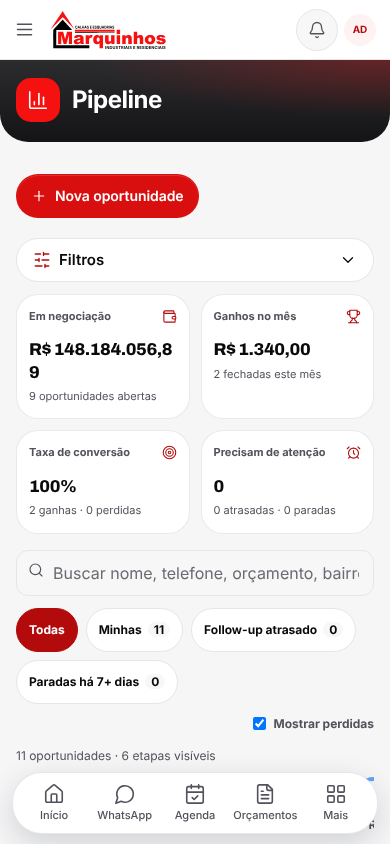 CALHAS E ESQUADRIAS
Marquinhos
INDUSTRIAIS E RESIDENCIAIS
AD
Pipeline
Nova oportunidade
Filtros
Em negociação
R$ 148.184.056,8
9
9 oportunidades abertas
Ganhos no mês
R$ 1.340,00
2 fechadas este mês
Taxa de conversão
100%
2 ganhas · 0 perdidas
Precisam de atenção
0
0 atrasadas · 0 paradas
Buscar nome, telefone, orçamento, bairr
Todas
Minhas 11
Follow-up atrasado 0
Paradas há 7+ dias 0
Mostrar perdidas
11 oportunidades · 6 etapas visíveis
Início
WhatsApp
Agenda
Orçamentos
Mais